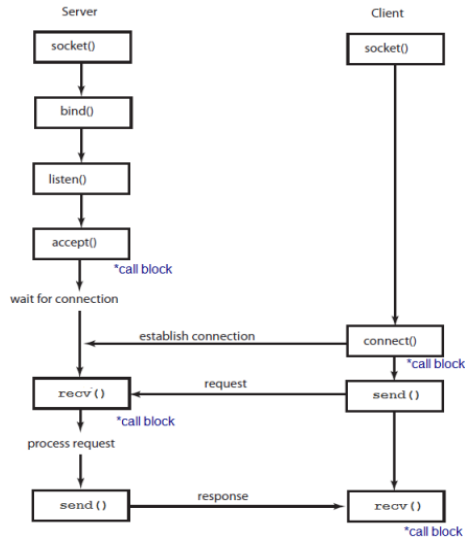 Server
Client
socket()
socket()
bind()
listen()
accept()
*call block
wait for connection
establish connection
connect()
*call block
recv()
request
send()
*call block
process request
send()
response
recv()
*call block